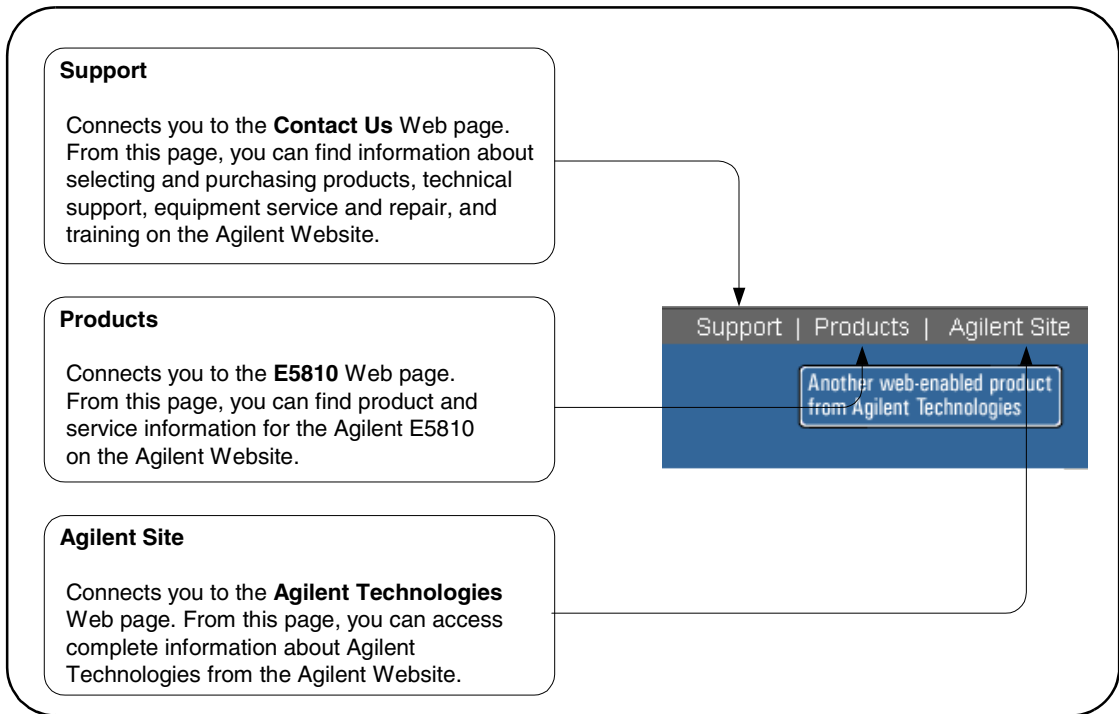 Support
Connects you to the Contact Us Web page.
From this page, you can find information about
selecting and purchasing products, technical
support, equipment service and repair, and
training on the Agilent Website.
Products
Connects you to the E5810 Web page.
From this page, you can find product and
service information for the Agilent E5810
on the Agilent Website.
Agilent Site
Connects you to the Agilent Technologies
Web page. From this page, you can access
complete information about Agilent
Technologies from the Agilent Website.
Support | Products | Agilent Site
Another web-enabled product
from Agilent Technologies